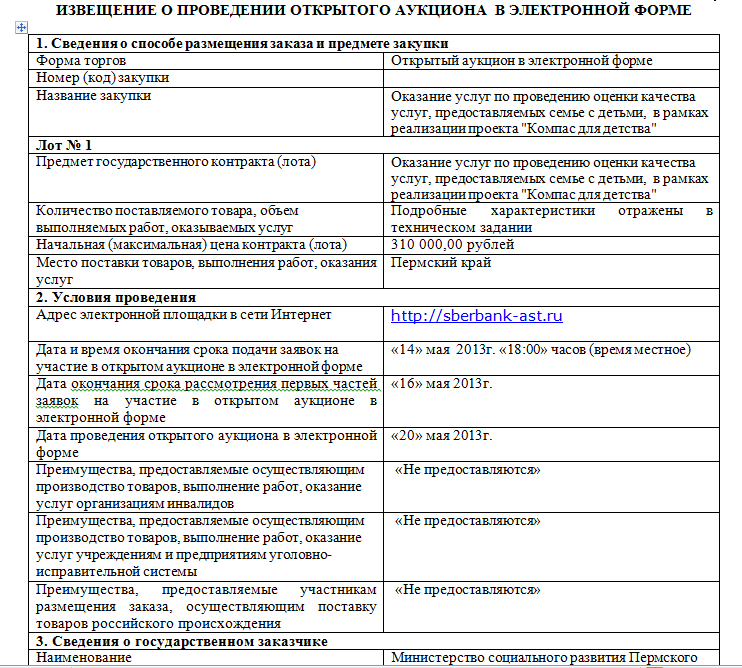 ИЗВЕЩЕНИЕ О ПРОВЕДЕНИИ ОТКРЫТОГО АУКЦИОНА В ЭЛЕКТРОННОЙ ФОРМЕ
1. Сведения о способе размещения заказа и предмете закупки
Форма торгов
Открытый аукцион в электронной форме
Номер (код) закупки
Название закупки
Оказание услуг по проведению оценки качества
услуг, предоставляемых семье с детьми, в рамках
реализации проекта "Компас для детства"
Лот № 1
Предмет государственного контракта (лота)
Оказание услуг по проведению оценки качества
услуг, предоставляемых семье с детьми, в рамках
реализации проекта "Компас для детства"
Количество поставляемого товара, объем
выполняемых работ, оказываемых услуг
Подробные характеристики отражены в
техническом задании
Начальная (максимальная) цена контракта (лота)
310 000,00 рублей
Место поставки товаров, выполнения работ, оказания
услуг
Пермский край
2. Условия проведения
Адрес электронной площадки в сети Интернет
http://sberbank-ast.ru
Дата и время окончания срока подачи заявок на
участие в открытом аукционе в электронной форме
«14» мая 2013г. «18:00» часов (время местное)
Дата окончания срока рассмотрения первых частей
заявок на участие в открытом аукционе в
электронной форме
«16» мая 2013г.
Дата проведения открытого аукциона в электронной
форме
«20» мая 2013г.
Преимущества, предоставляемые осуществляющим
производство товаров, выполнение работ, оказание
услуг организациям инвалидов
«Не предоставляются»
Преимущества, предоставляемые осуществляющим
производство товаров, выполнение работ, оказание
услуг учреждениям и предприятиям уголовно-
исправительной системы
«Не предоставляются»
Преимущества, предоставляемые участникам
размещения заказа, осуществляющим поставку
товаров российского происхождения
«Не предоставляются»
3. Сведения о государственном заказчике
Наименование
Министерство социального развития Пермского